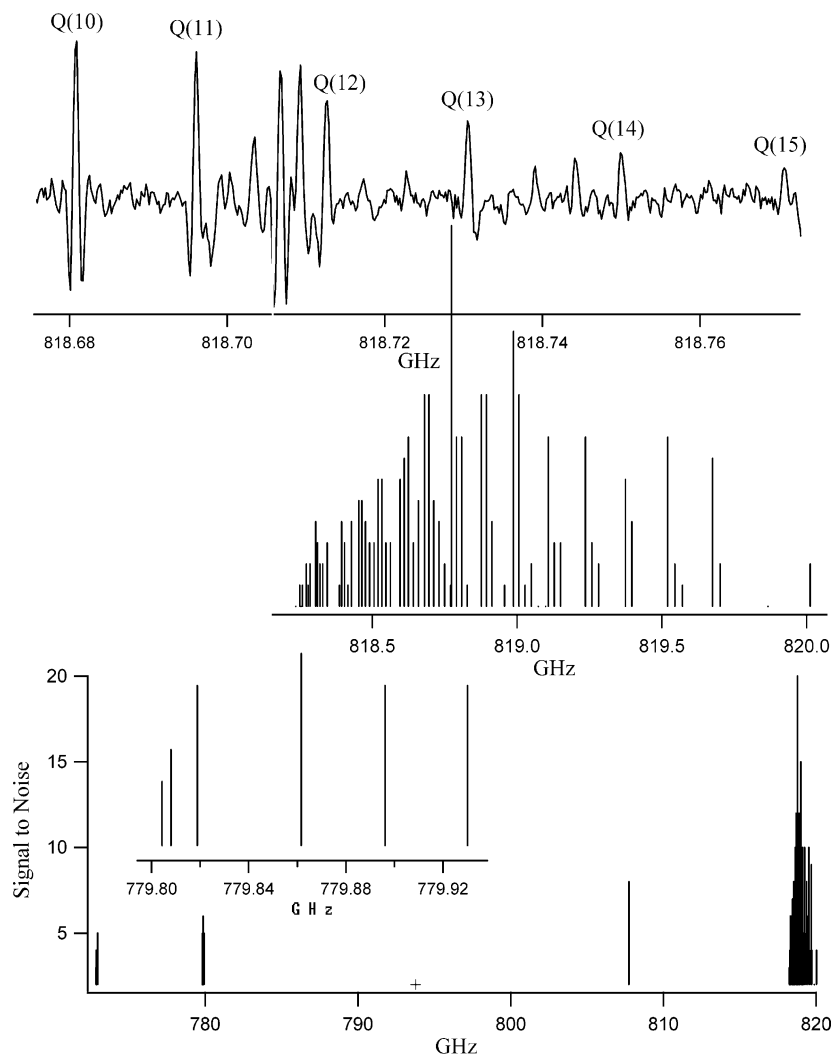 Q(10)
Q(11)
Q(12)
Q(13)
Q(14)
Q(15)
818.68 818.70 818.72 818.74 818.76
GHz
818.5 819.0 819.5 820.0
GHz
20
15
10
5
Signal to Noise
779.80 779.84 779.88 779.92
GHz
780 790 800 810 820
GHz